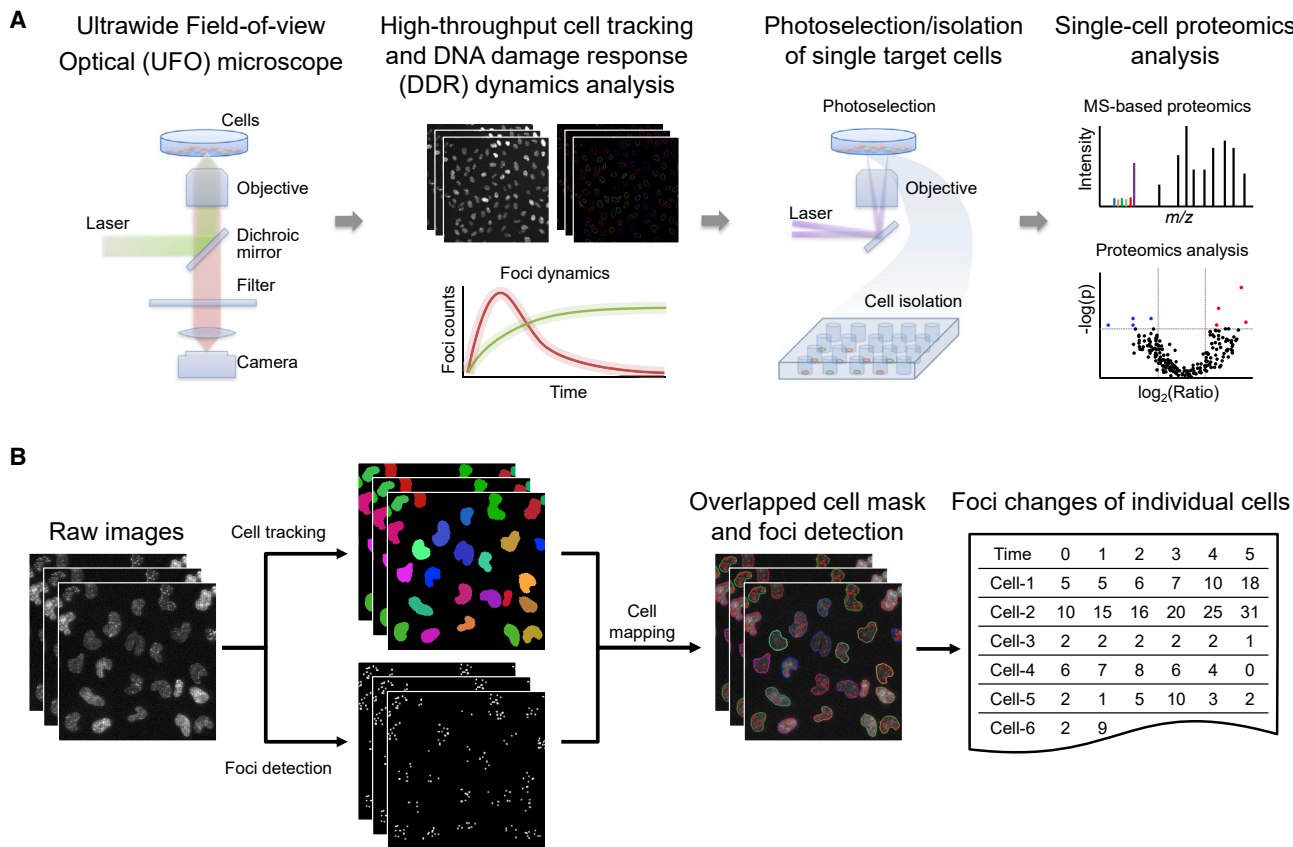 A
Ultrawide Field-of-view
Optical (UFO) microscope
Cells
Objective
Laser
Dichroic
mirror
Filter
Camera
High-throughput cell tracking
and DNA damage response
(DDR) dynamics analysis
Foci dynamics
Foci counts
Time
Photoselection/isolation
of single target cells
Photoselection
Objective
Laser
Cell isolation
Single-cell proteomics
analysis
MS-based proteomics
Intensity
m/z
Proteomics analysis
-log(p)
log₂(Ratio)
B
Raw images
Cell tracking
Foci detection
Cell
mapping
Overlapped cell mask
and foci detection
Foci changes of individual cells
Time 0 1 2 3 4 5
Cell-1 5 5 6 7 10 18
Cell-2 10 15 16 20 25 31
Cell-3 2 2 2 2 2 1
Cell-4 6 7 8 6 4 0
Cell-5 2 1 5 10 3 2
Cell-6 2 9